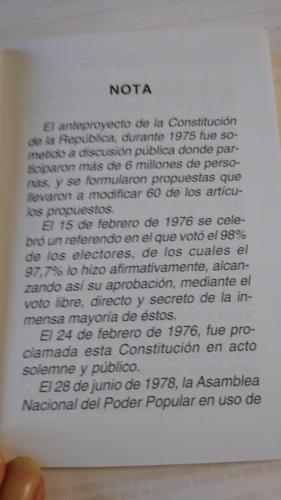 NOTA
El anteproyecto de la Constitución
de la República, durante 1975 fue so-
metido a discusión pública donde par-
ticiparon más de 6 millones de perso-
nas, y se formularon propuestas que
llevaron a modificar 60 de los artícu-
los propuestos.
El 15 de febrero de 1976 se cele-
bró un referendo en el que votó el 98%
de los electores, de los cuales el
97,7% lo hizo afirmativamente, alcan-
zando así su aprobación, mediante el
voto libre, directo y secreto de la in-
mensa mayoría de éstos.
El 24 de febrero de 1976, fue pro-
clamada esta Constitución en acto
solemne y público.
El 28 de junio de 1978, la Asamblea
Nacional del Poder Popular en uso de